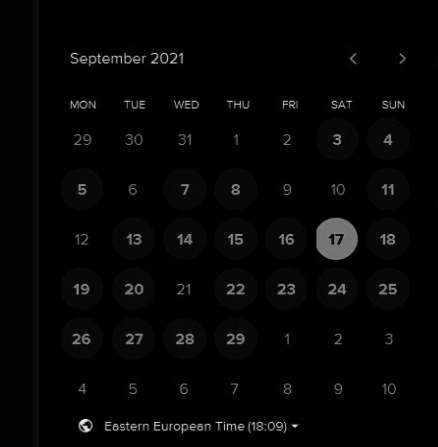 September 2021
MON TUE WED THU FRI SAT SUN
29 30 31 1 2 3 4
5 6 7 8 9 10 11
12 13 14 15 16 17 18
19 20 21 22 23 24 25
26 27 28 29 1 2 3
4 5 6 7 8 9 10
Eastern European Time (18:09)